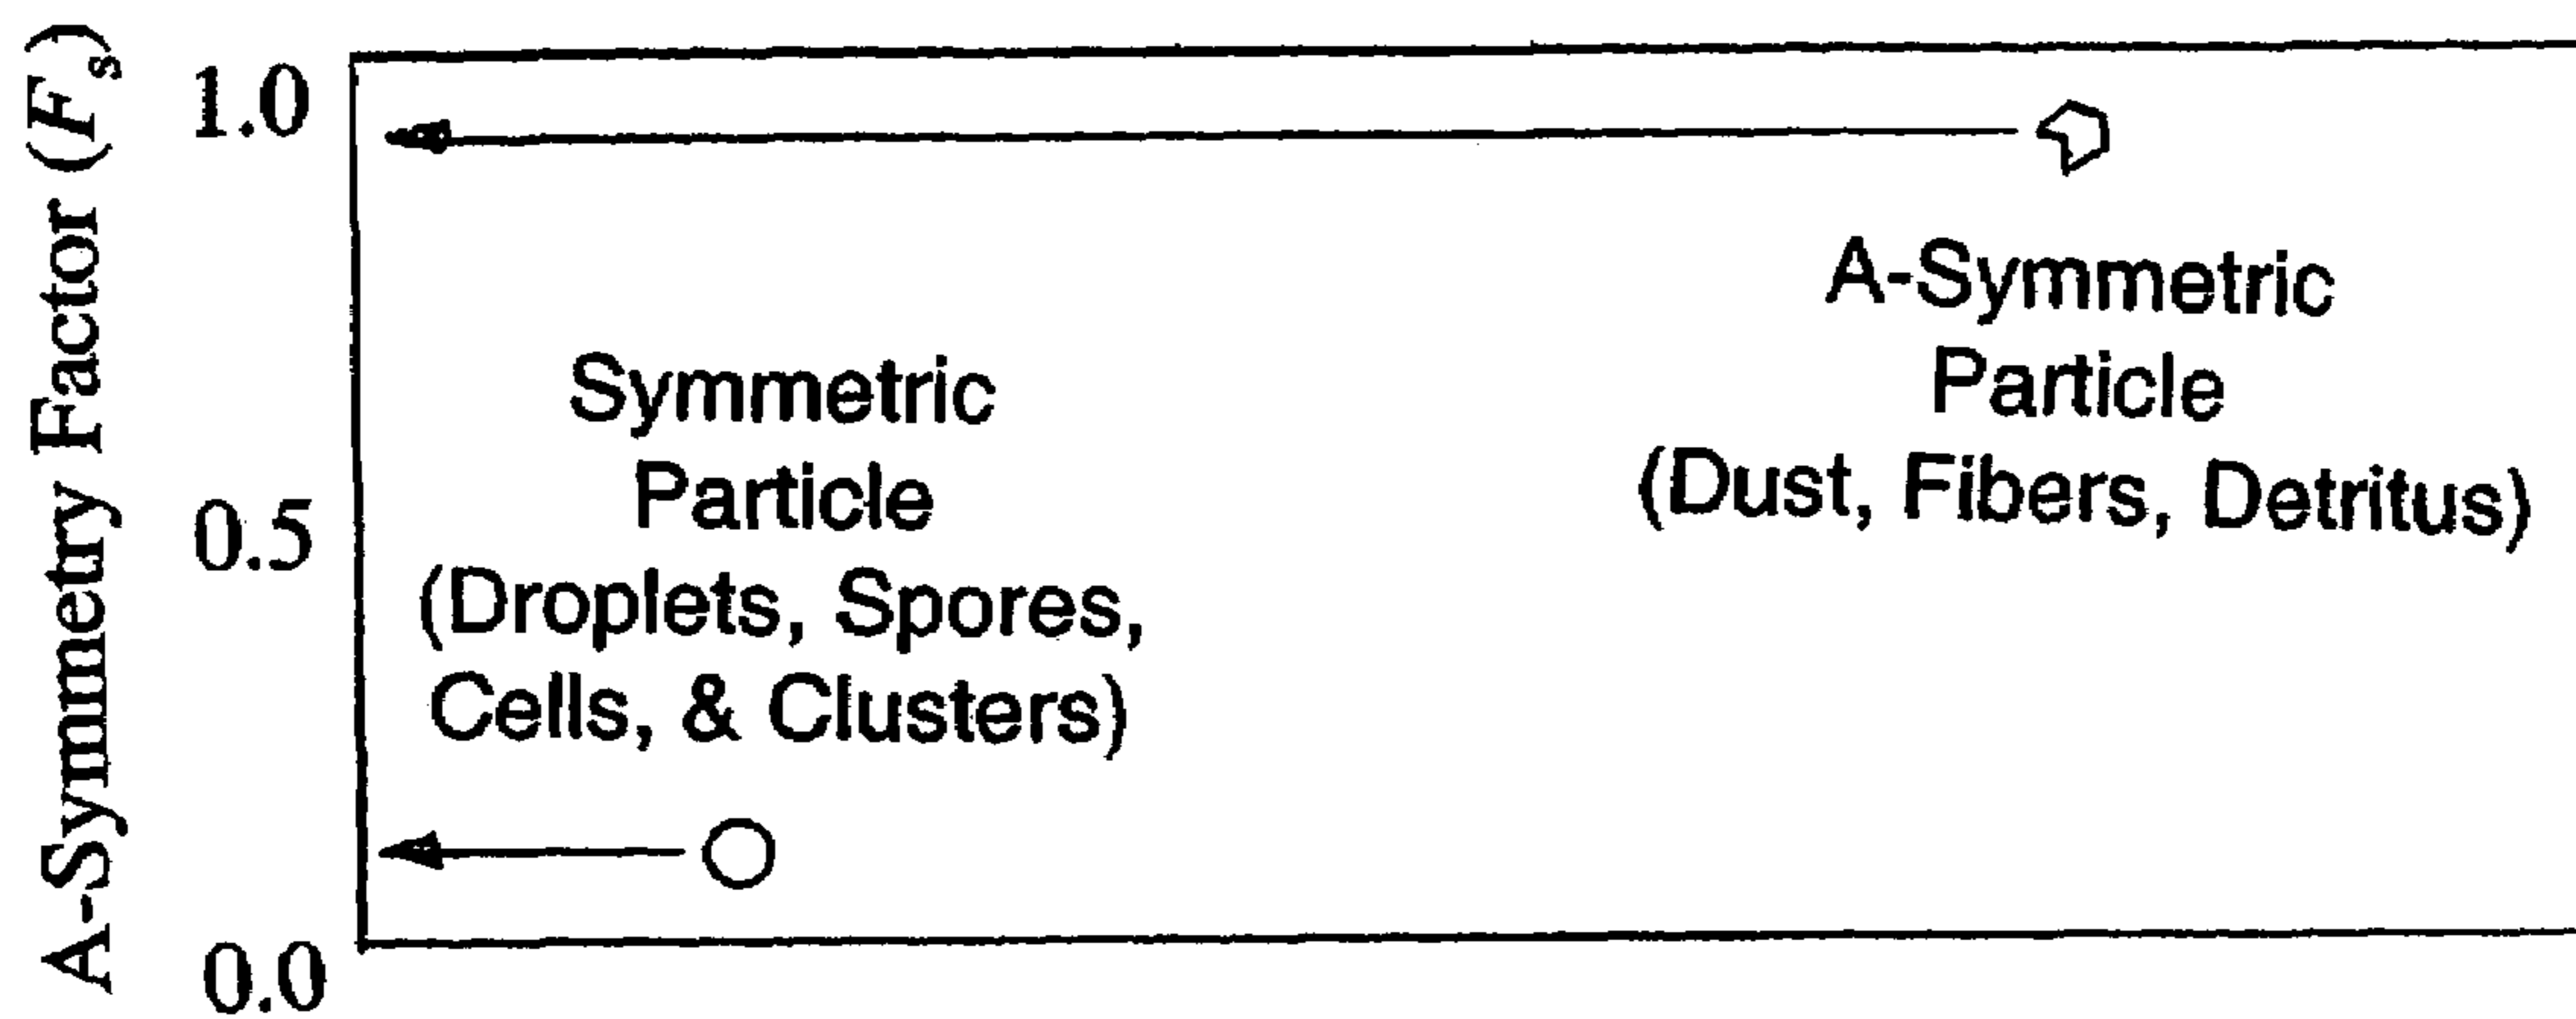 A-Symmetry Factor (Fs)
1.0
0.5
0.0
Symmetric
Particle
(Droplets, Spores,
Cells, & Clusters)
A-Symmetric
Particle
(Dust, Fibers, Detritus)